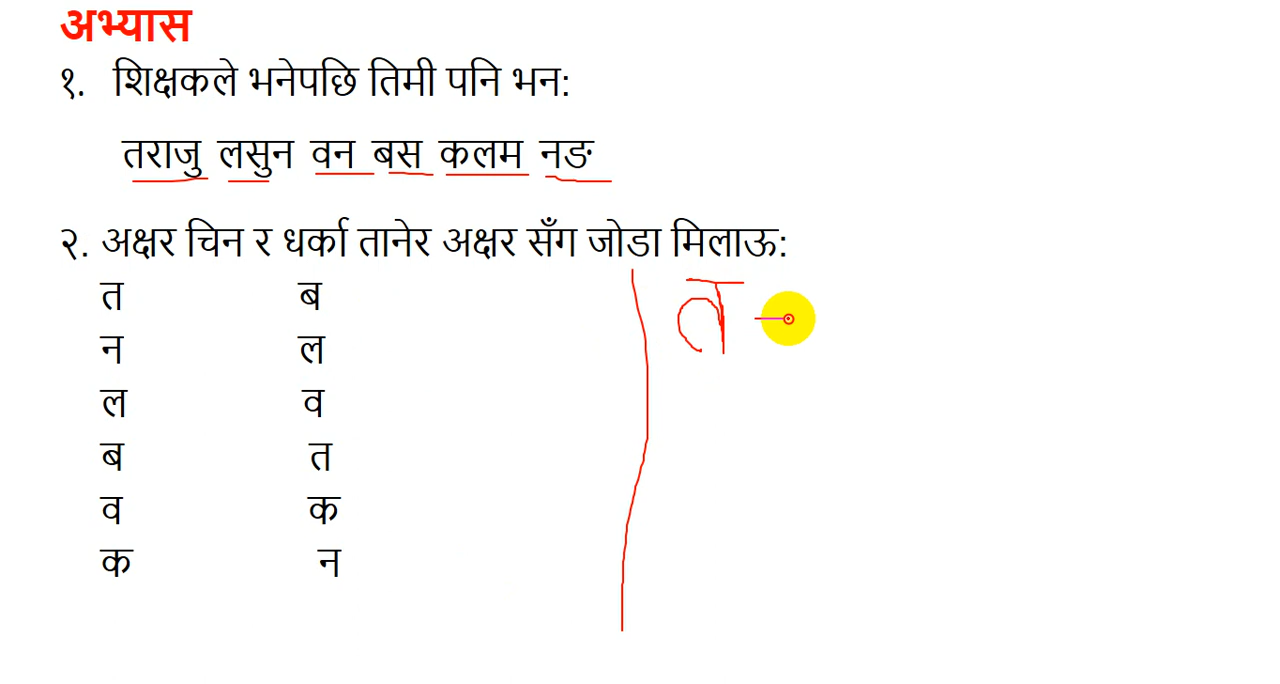 अभ्यास
१. शिक्षकले भनेपछि तिमी पनि भन:
तराजु लसुन वन बस कलम नङ
२. अक्षर चिन र धर्का तानेर अक्षर सँग जोडा मिलाऊ:
त ब
न ल
ल व
ब त
व क
क न
त